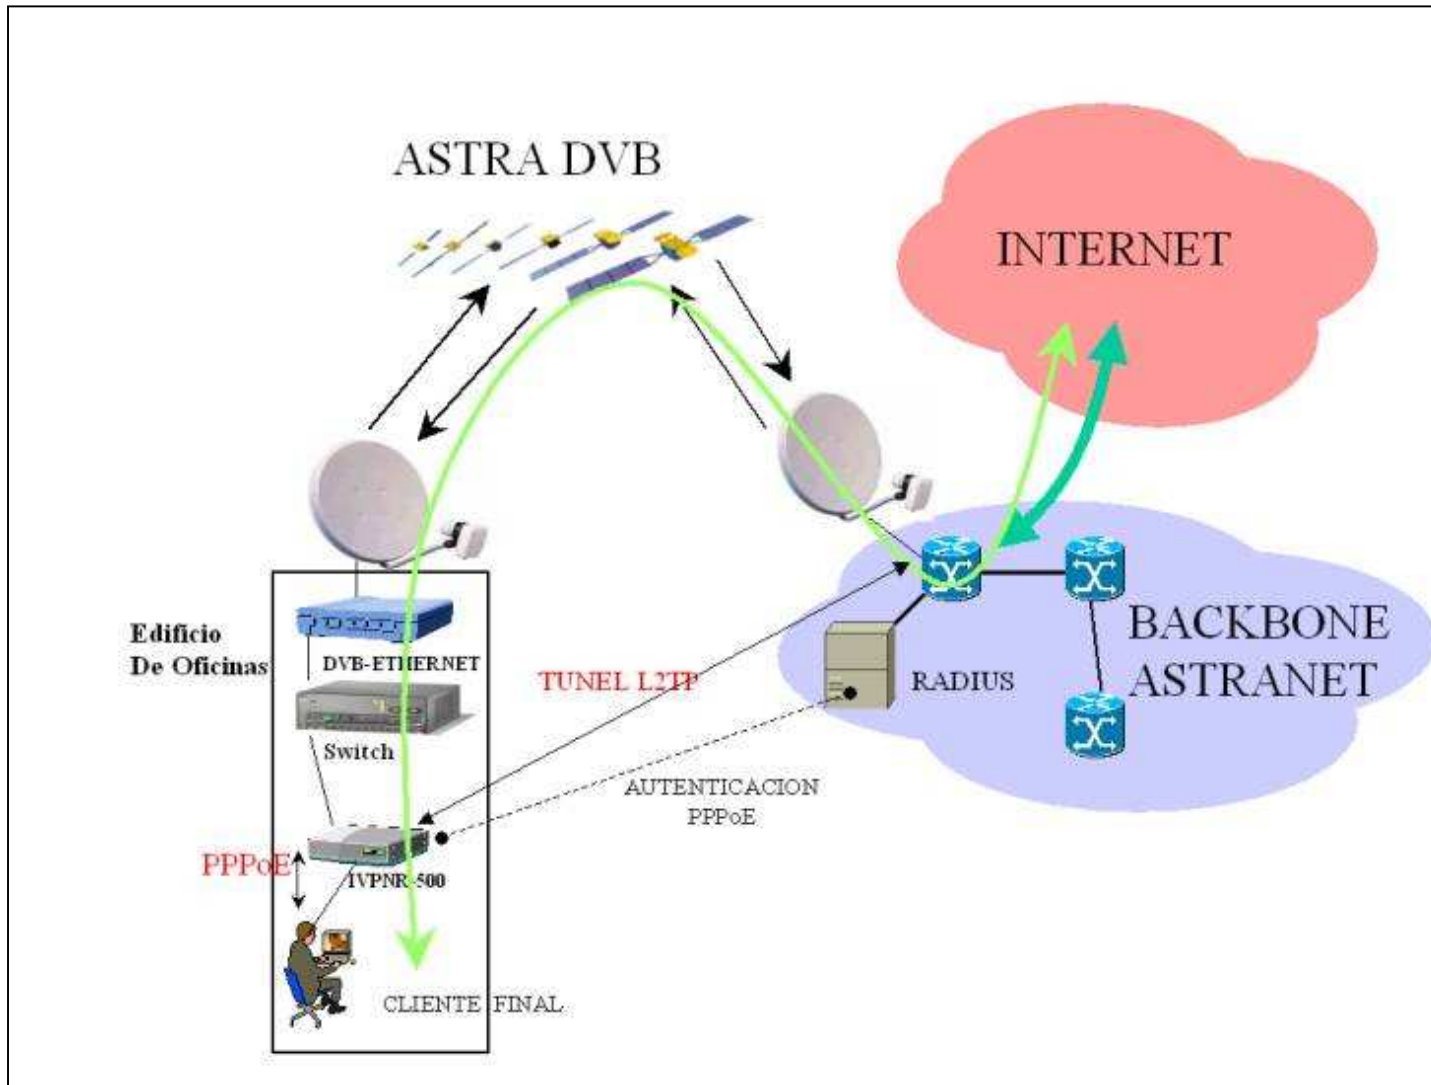 ASTRA DVB
INTERNET
Edificio
De Oficinas
DVB-ETHERNET
Switch
TUNEL L2TP
RADIUS
BACKBONE
ASTRANET
AUTENTICACION
PPPoE
PPPoE
IVPNR-500
CLIENTE FINAL